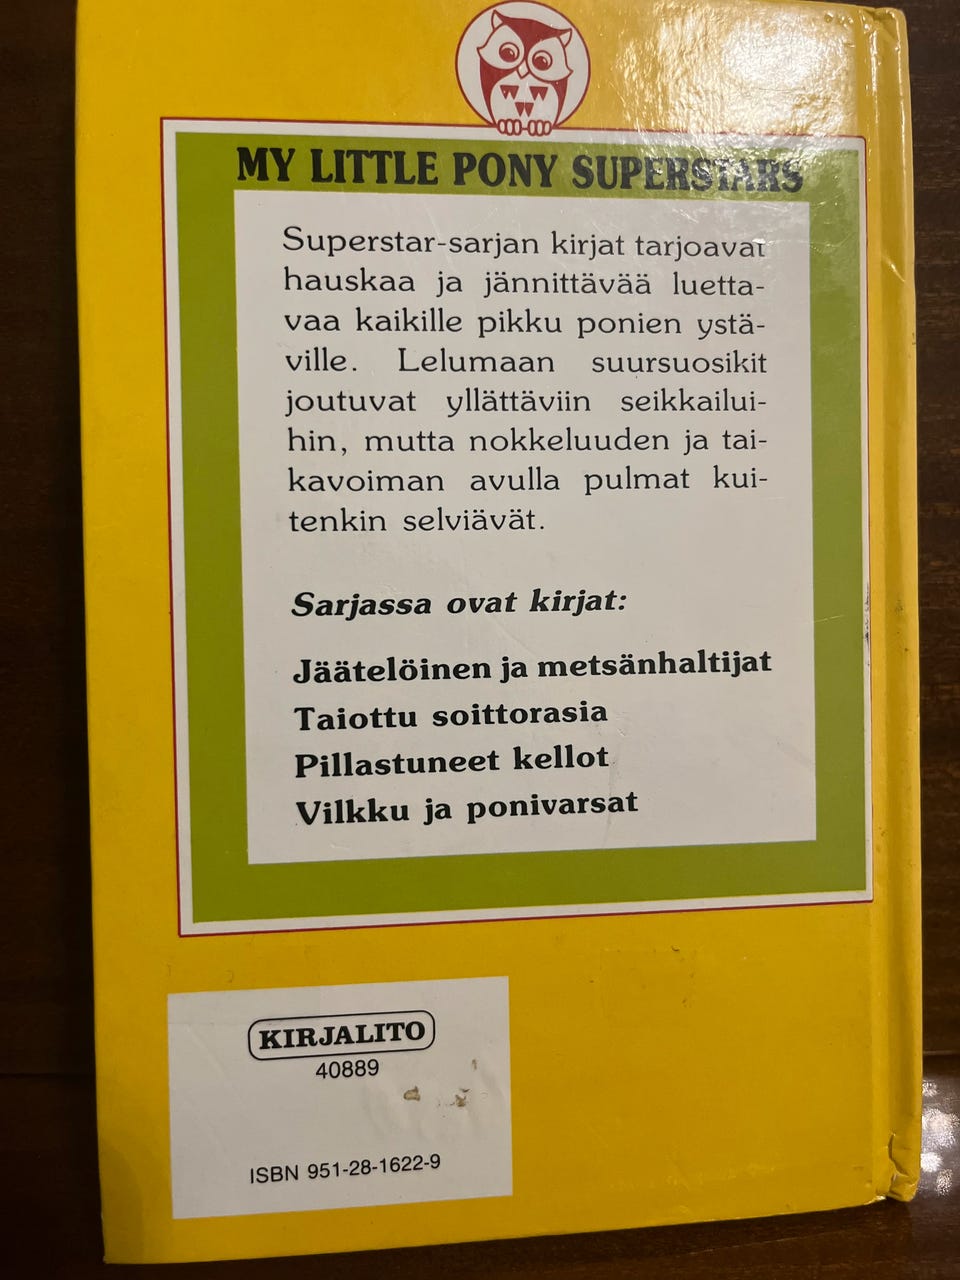 MY LITTLE PONY SUPERSTARS
Superstar-sarjan kirjat tarjoavat
hauskaa ja jännittävää luetta-
vaa kaikille pikku ponien ystä-
ville. Lelumaan suursuosikit
joutuvat yllättäviin seikkailui-
hin, mutta nokkeluuden ja tai-
kavoiman avulla pulmat kui-
tenkin selviävät.
Sarjassa ovat kirjat:
Jäätelöinen ja metsänhaltijat
Taiottu soittorasia
Pillastuneet kellot
Vilkku ja ponivarsat
KIRJALITO
40889
ISBN 951-28-1622-9